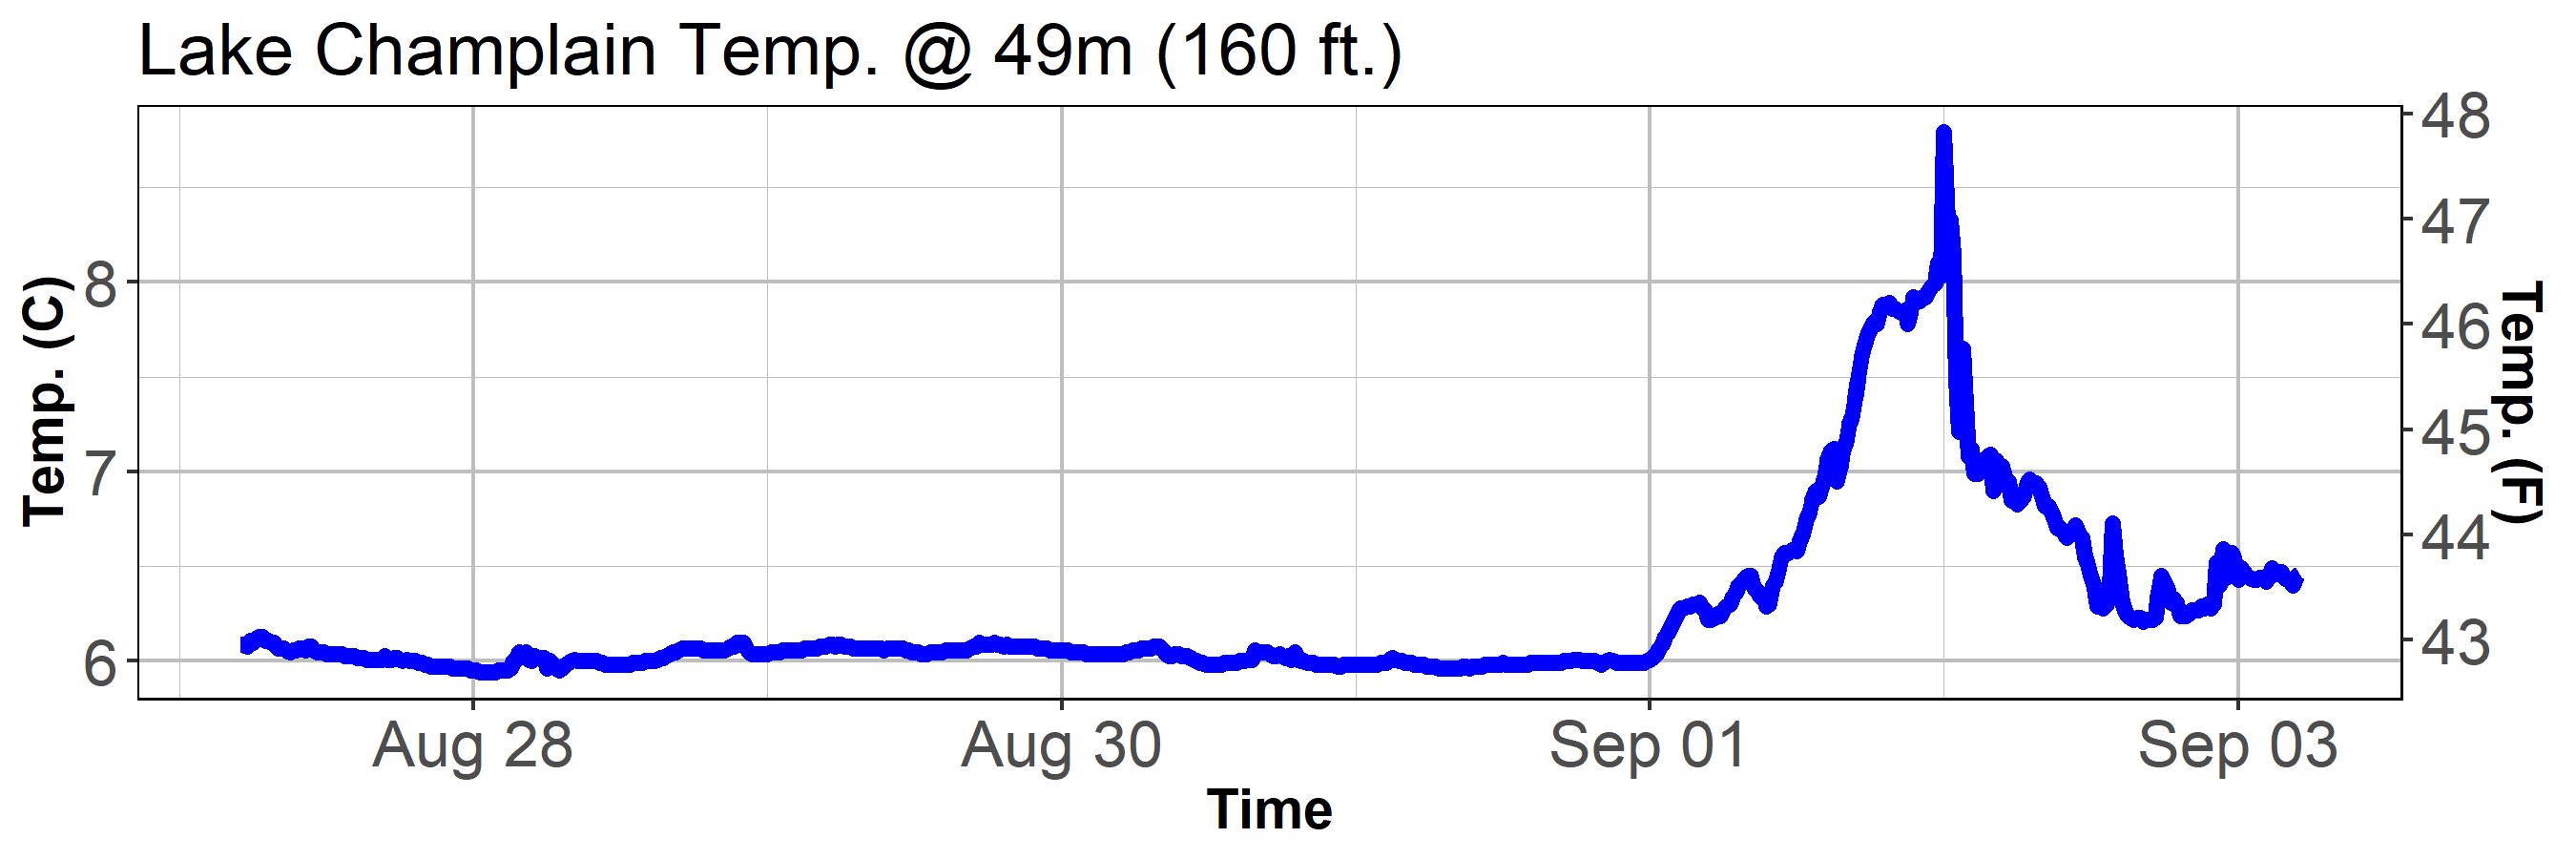 Lake Champlain Temp. @ 49m (160 ft.)
Temp. (C)
8
7
6
48
47
46
45
44
43
Temp. (F)
Aug 28
Aug 30
Sep 01
Sep 03
Time